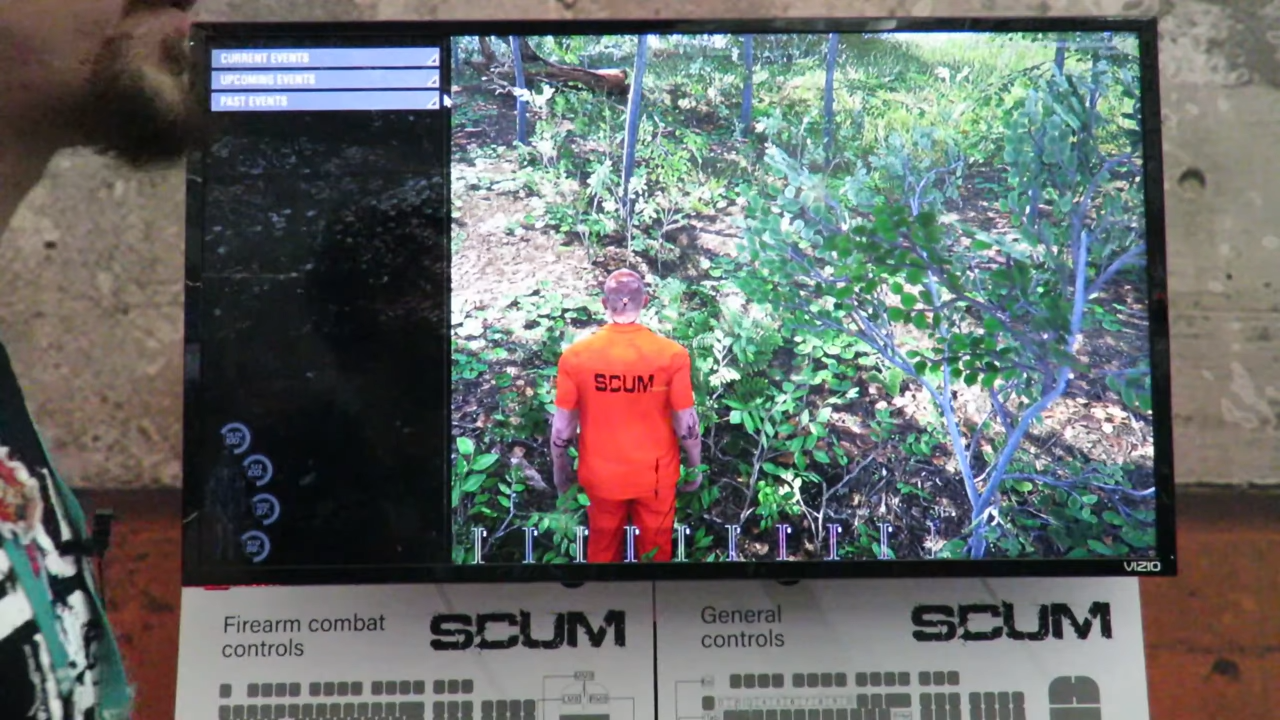 CURRENT EVENTS
UPCOMING EVENTS
PAST EVENTS
SCUM
VIZIO
Firearm combat
controls
SCUM
General
controls
SCUM